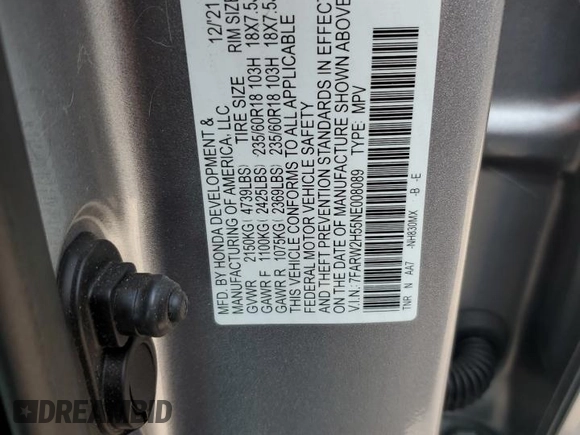 MFD. BY HONDA DEVELOPMENT & 12/'21
MANUFACTURING OF AMERICA, LLC
TIRE SIZE RIM SIZE
GVWR 2150KG ( 4739LBS)
GAWR F 1100KG ( 2425LBS) 235/60R18 103H 18X7.5
GAWR R 1075KG ( 2369LBS) 235/60R18 103H 18X7.5
THIS VEHICLE CONFORMS TO ALL APPLICABLE
FEDERAL MOTOR VEHICLE SAFETY
AND THEFT PREVENTION STANDARDS IN EFFECT
ON THE DATE OF MANUFACTURE SHOWN ABOVE
V.I.N.: 7FARW2H55NE008089 TYPE: MPV
TNR N AA7 -NH830MX -B -E
DREAMBID